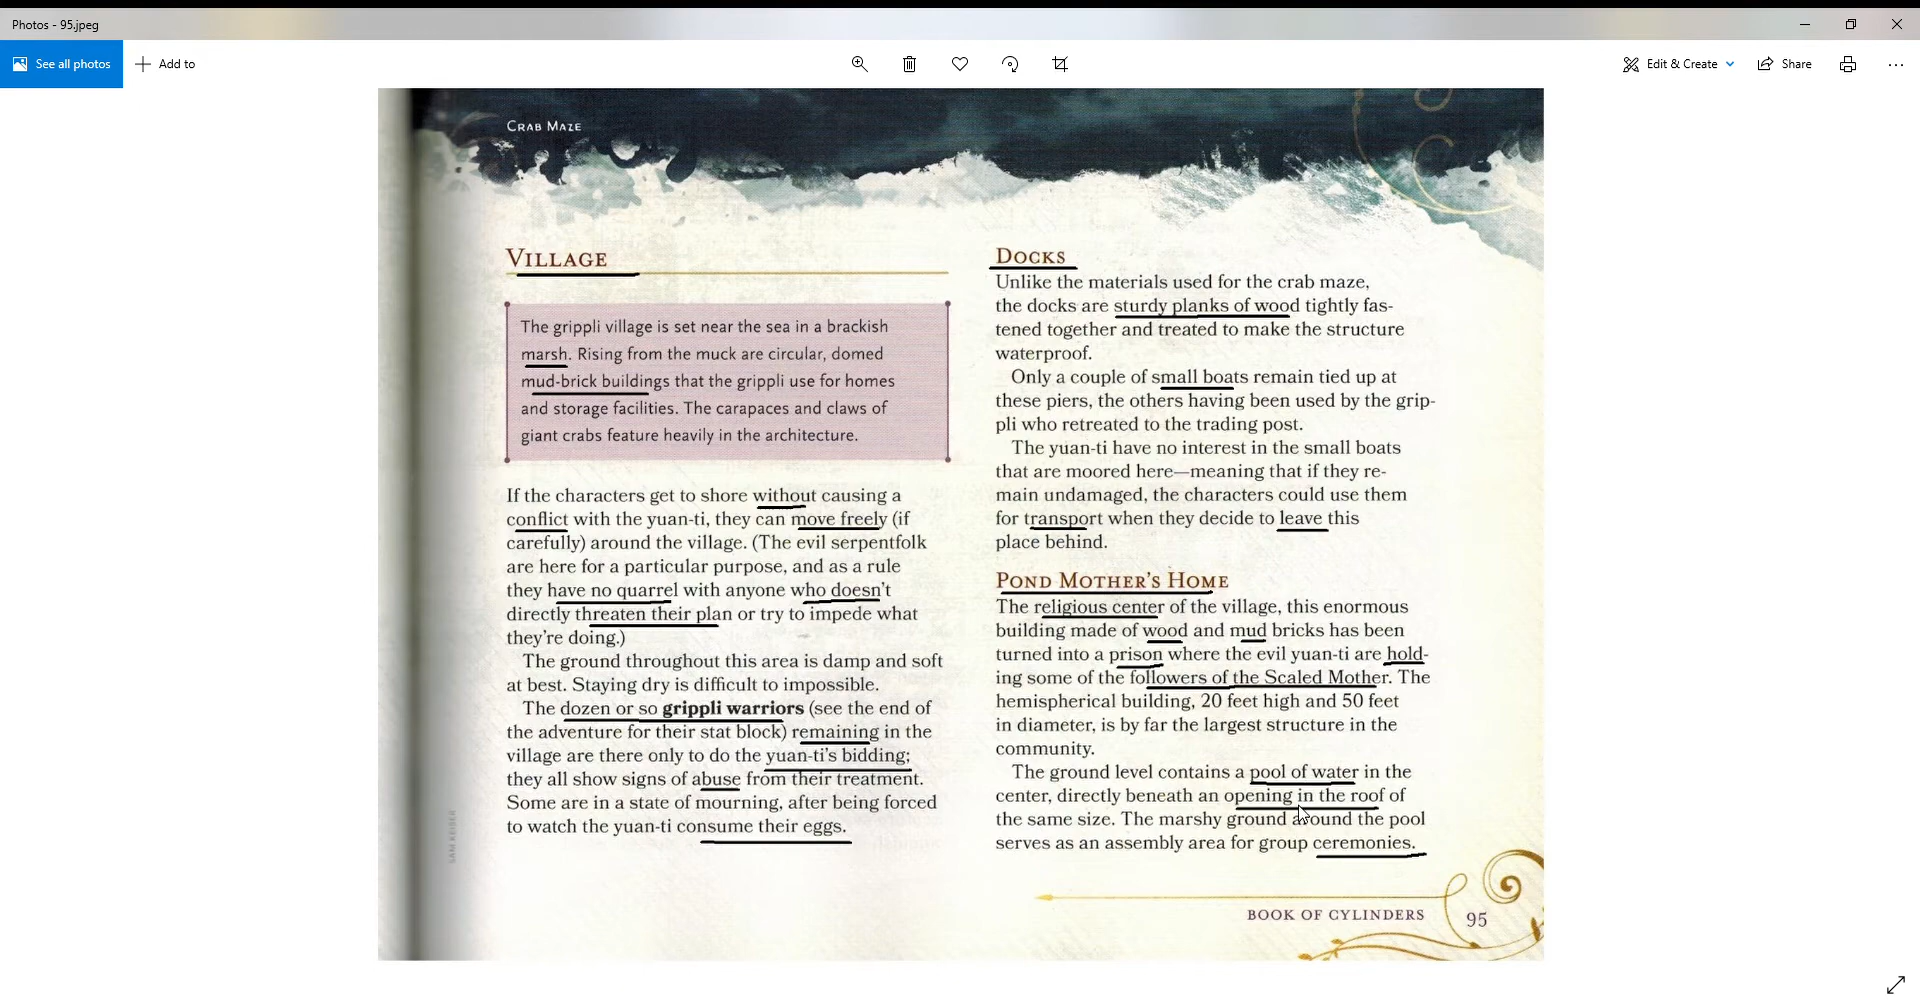 Photos - 95.jpeg
See all photos
Add to
Edit & Create
Share
CRAB MAZE
VILLAGE
The grippli village is set near the sea in a brackish
marsh. Rising from the muck are circular, domed
mud-brick buildings that the grippli use for homes
and storage facilities. The carapaces and claws of
giant crabs feature heavily in the architecture.
If the characters get to shore without causing a
conflict with the yuan-ti, they can move freely (if
carefully) around the village. (The evil serpentfolk
are here for a particular purpose, and as a rule
they have no quarrel with anyone who doesn't
directly threaten their plan or try to impede what
they're doing.)
The ground throughout this area is damp and soft
at best. Staying dry is difficult to impossible.
The dozen or so grippli warriors (see the end of
the adventure for their stat block) remaining in the
village are there only to do the yuan-ti's bidding;
they all show signs of abuse from their treatment.
Some are in a state of mourning, after being forced
to watch the yuan-ti consume their eggs.
SAM KEISER
DOCKS
Unlike the materials used for the crab maze,
the docks are sturdy planks of wood tightly fas-
tened together and treated to make the structure
waterproof.
Only a couple of small boats remain tied up at
these piers, the others having been used by the grip-
pli who retreated to the trading post.
The yuan-ti have no interest in the small boats
that are moored here—meaning that if they re-
main undamaged, the characters could use them
for transport when they decide to leave this
place behind.
POND MOTHER'S HOME
The religious center of the village, this enormous
building made of wood and mud bricks has been
turned into a prison where the evil yuan-ti are hold-
ing some of the followers of the Scaled Mother. The
hemispherical building, 20 feet high and 50 feet
in diameter, is by far the largest structure in the
community.
The ground level contains a pool of water in the
center, directly beneath an opening in the roof of
the same size. The marshy ground around the pool
serves as an assembly area for group ceremonies.
BOOK OF CYLINDERS
95